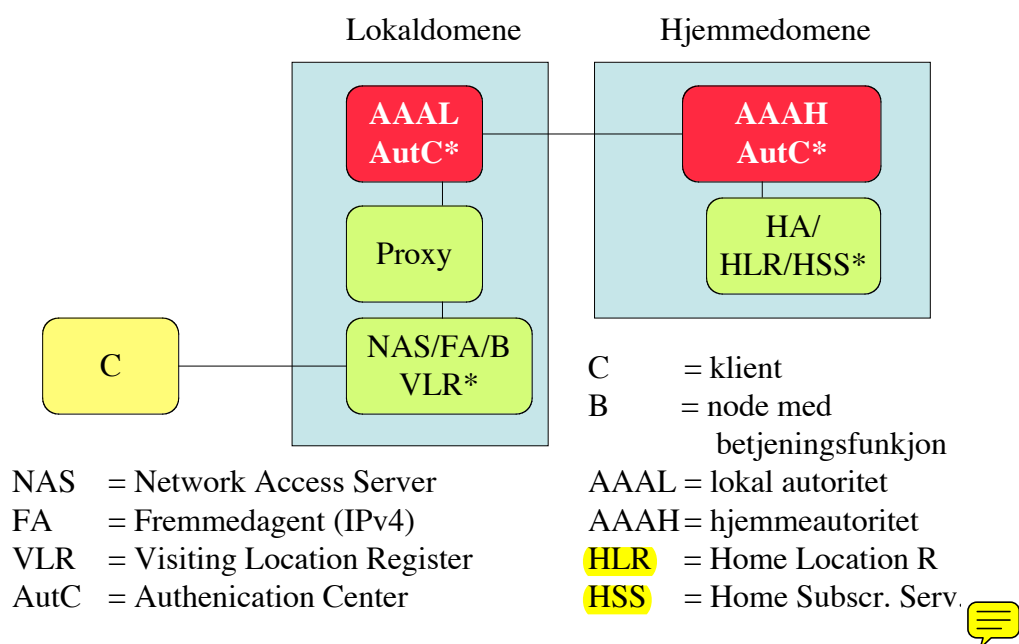 Lokaldomene
Hjemmedomene
AAAL
AutC*
AAAH
AutC*
Proxy
HA/
HLR/HSS*
C
NAS/FA/B
VLR*
C = klient
B = node med
betjeningsfunkjon
NAS = Network Access Server
AAAL = lokal autoritet
FA = Fremmedagent (IPv4)
AAAH = hjemmeautoritet
VLR = Visiting Location Register
HLR = Home Location R
AutC = Authenication Center
HSS = Home Subscr. Serv.